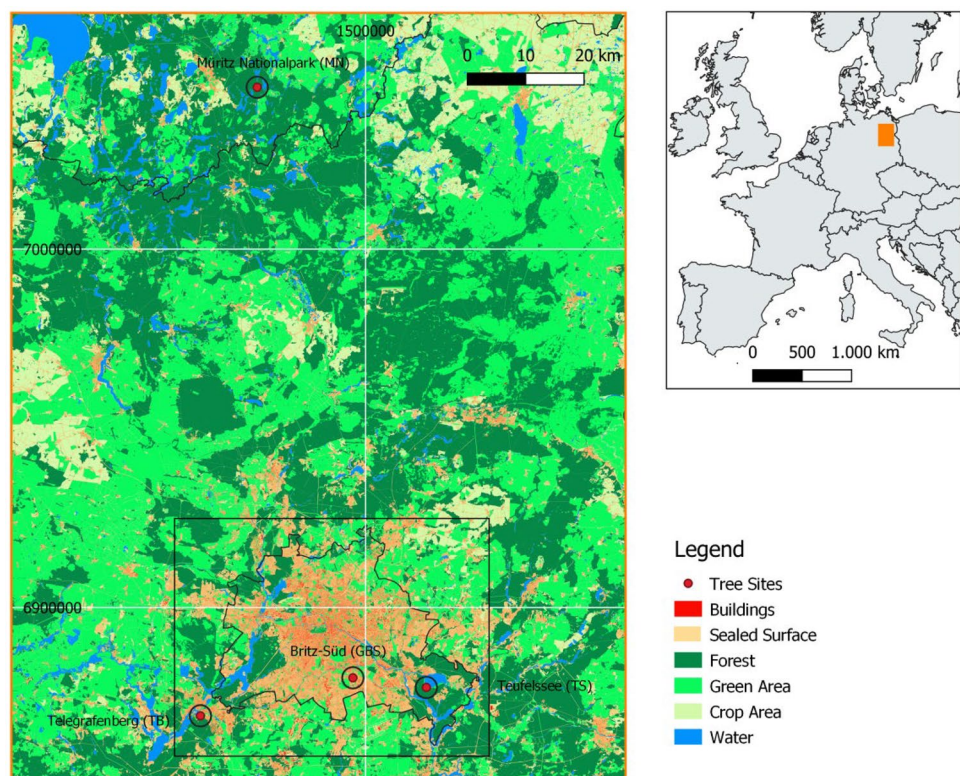 1500000
Müritz Nationalpark (MN)
0 10 20 km
7000000
6900000
Britz-Süd (GBS)
Teufelssee (TS)
Telegrafenberg (TB)
0 500 1.000 km
Legend
Tree Sites
Buildings
Sealed Surface
Forest
Green Area
Crop Area
Water